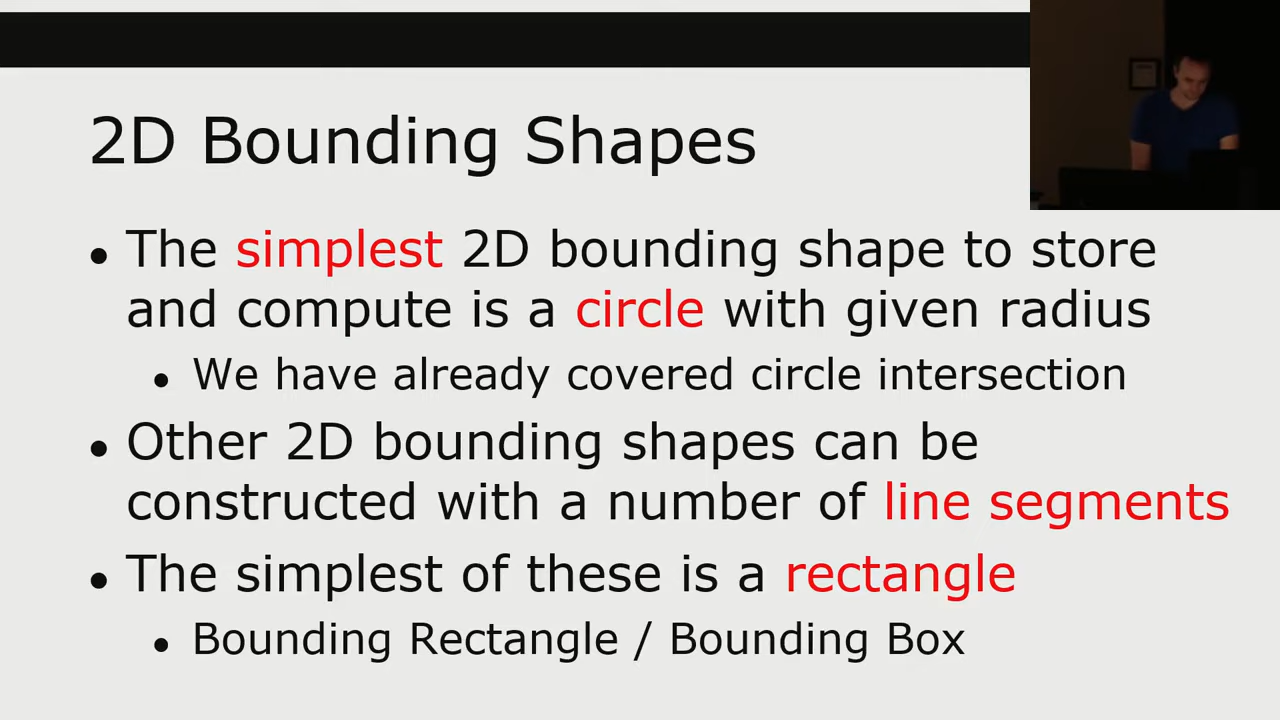 2D Bounding Shapes
• The simplest 2D bounding shape to store
and compute is a circle with given radius
• We have already covered circle intersection
• Other 2D bounding shapes can be
constructed with a number of line segments
• The simplest of these is a rectangle
• Bounding Rectangle / Bounding Box